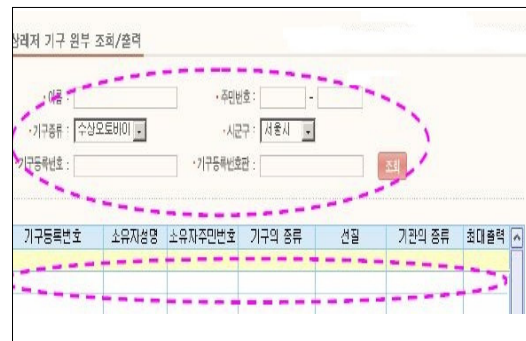 산레저 기구 원부 조회/출력
·이름 : ·주민번호 : -
·기구종류 : 수상오토바이 ·시군구 : 서울시
기구등록번호 : ·기구등록번호판 : 조회
기구등록번호 소유자성명 소유자주민번호 기구의 종류 선질 기관의 종류 최대출력